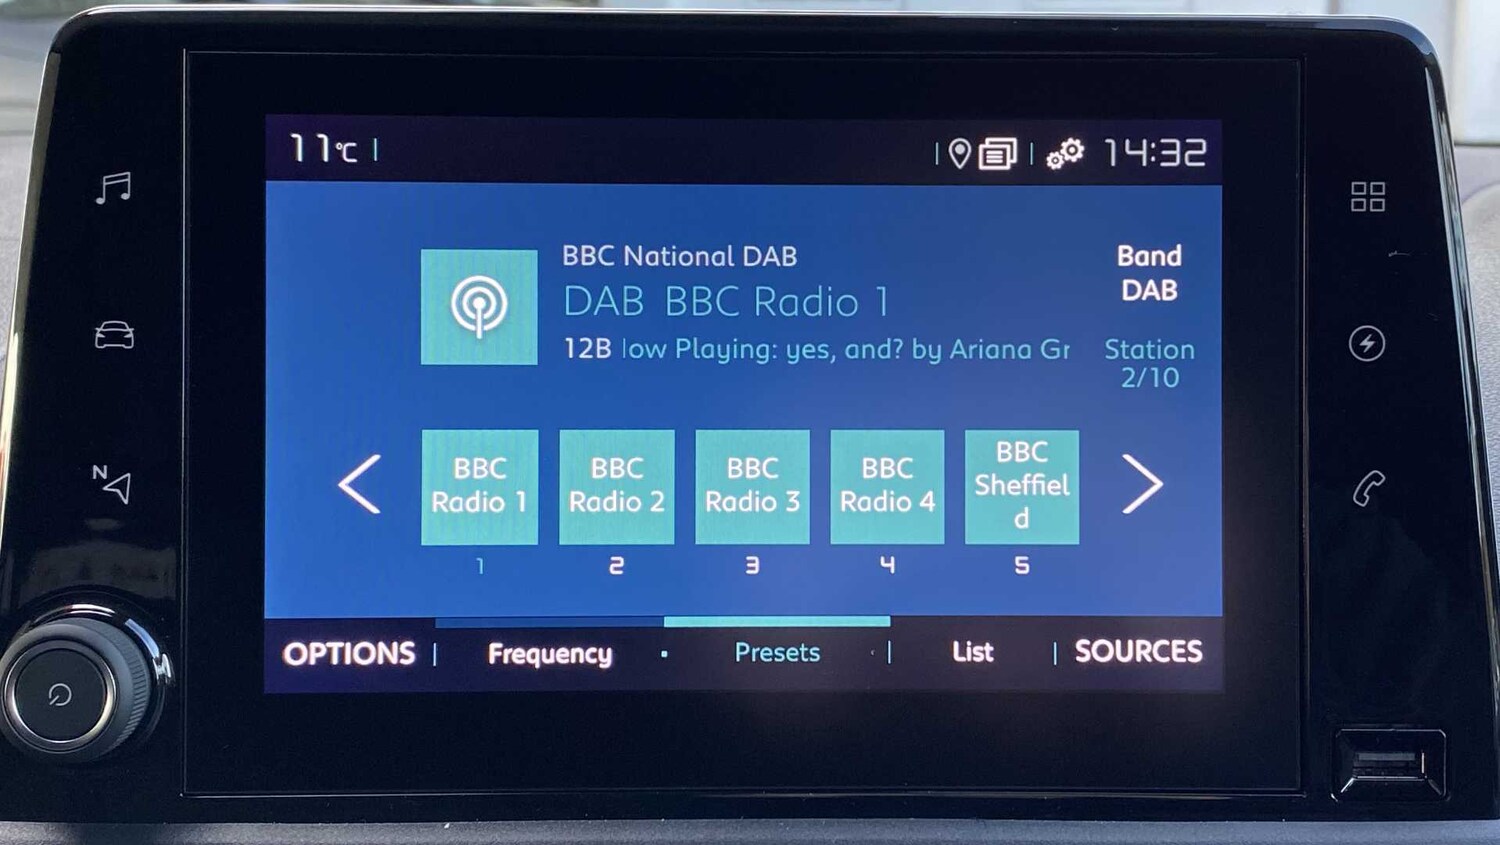 11°C
14:32
BBC National DAB
DAB BBC Radio 1
12B low Playing: yes, and? by Ariana Gr
Band
DAB
Station
2/10
BBC
Radio 1
BBC
Radio 2
BBC
Radio 3
BBC
Radio 4
BBC
Sheffiel
d
1 2 3 4 5
N
OPTIONS Frequency Presets List SOURCES